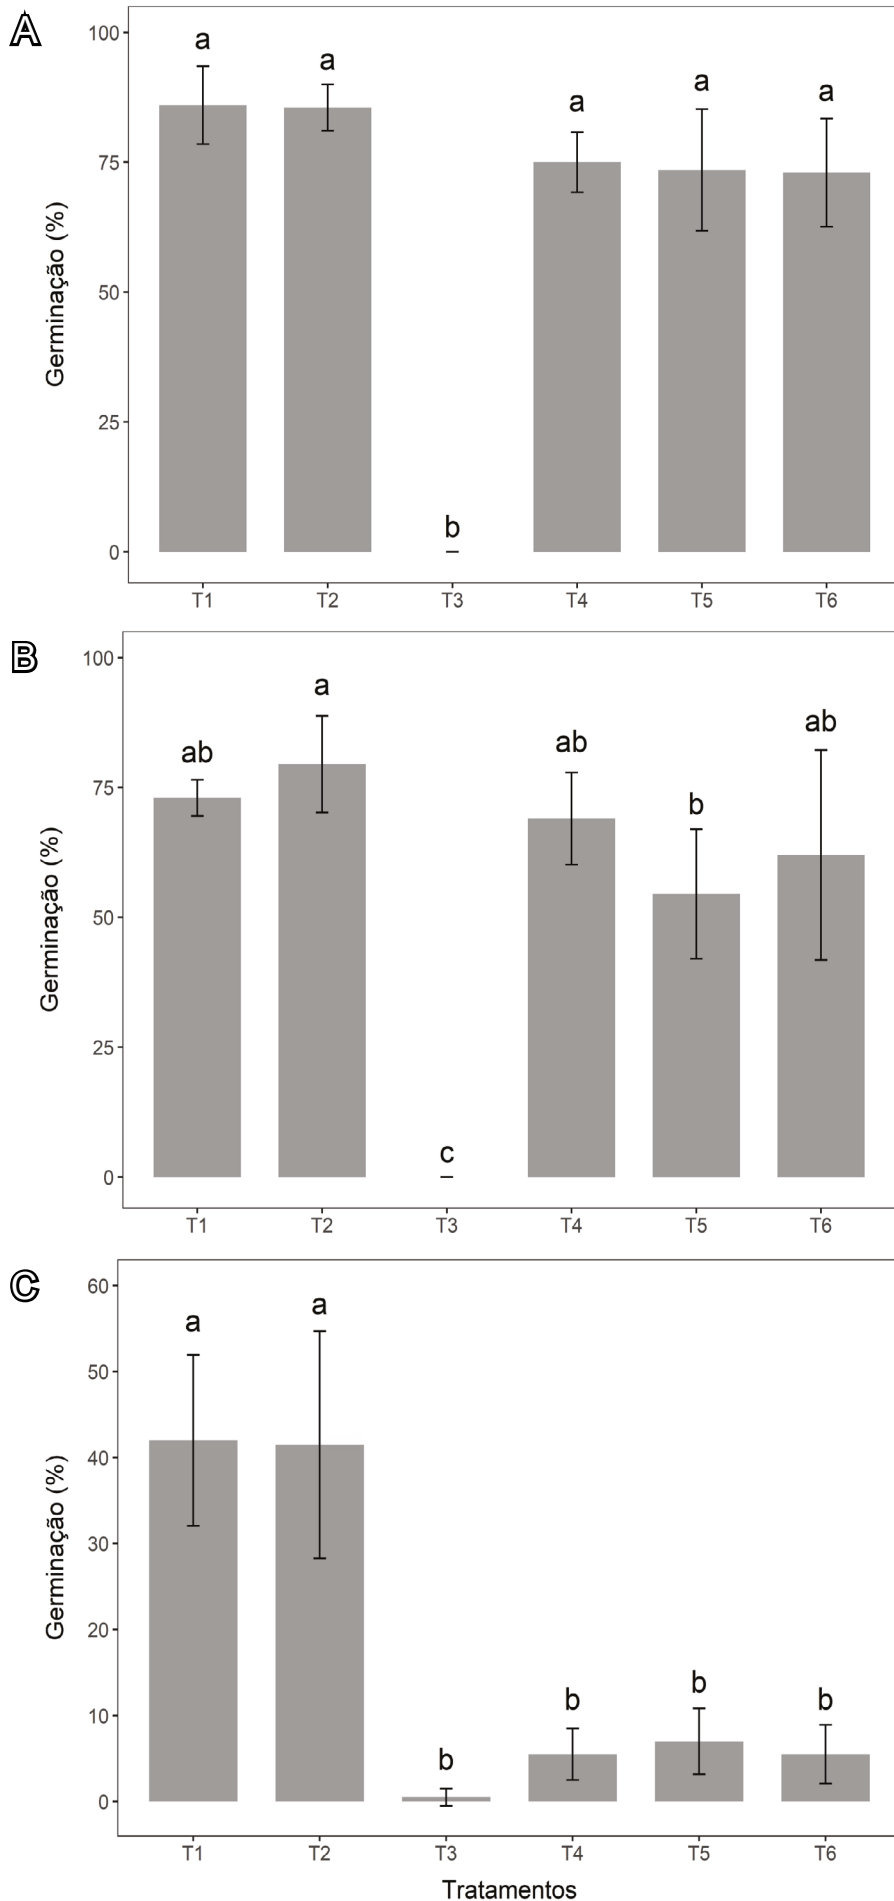 A
Germinação (%)
100
75
50
25
0
a
a
b
a
a
a
T1 T2 T3 T4 T5 T6
B
Germinação (%)
100
75
50
25
0
ab
a
c
ab
b
ab
T1 T2 T3 T4 T5 T6
C
Germinação (%)
60
50
40
30
20
10
0
a
a
b
b
b
b
T1 T2 T3 T4 T5 T6
Tratamentos